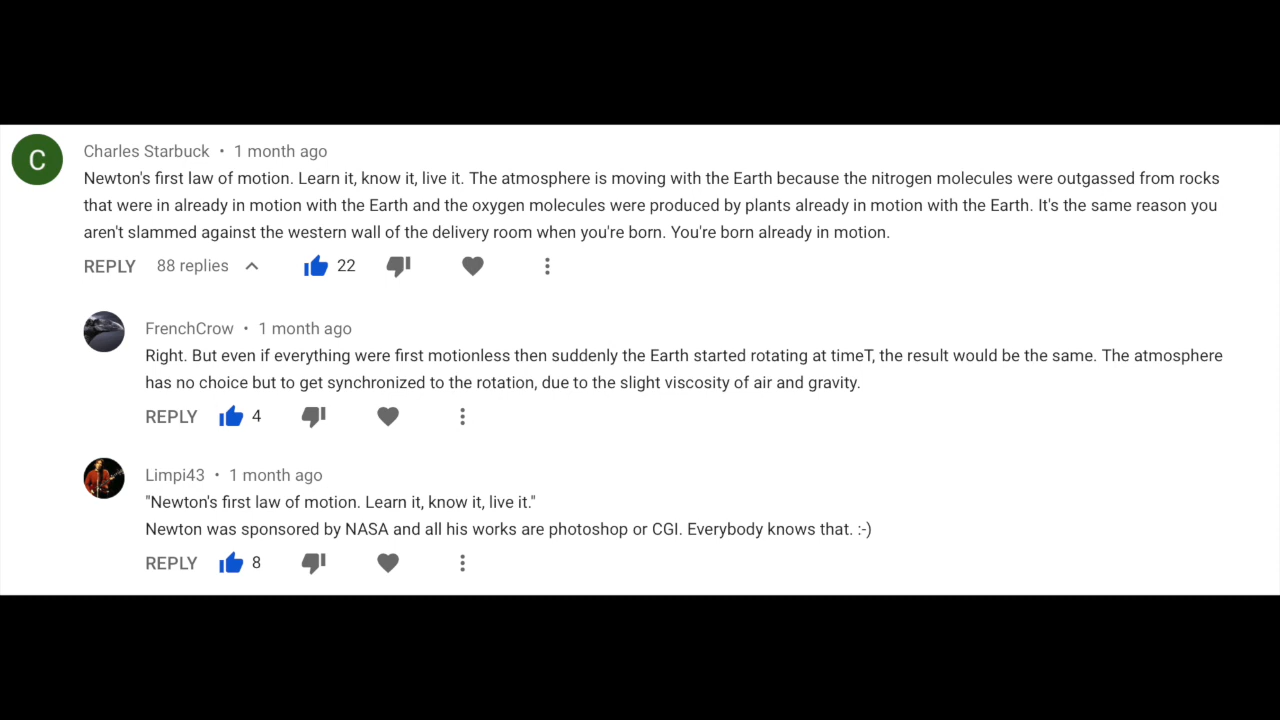 C
Charles Starbuck • 1 month ago
Newton's first law of motion. Learn it, know it, live it. The atmosphere is moving with the Earth because the nitrogen molecules were outgassed from rocks
that were in already in motion with the Earth and the oxygen molecules were produced by plants already in motion with the Earth. It's the same reason you
aren't slammed against the western wall of the delivery room when you're born. You're born already in motion.
REPLY 88 replies 22
FrenchCrow • 1 month ago
Right. But even if everything were first motionless then suddenly the Earth started rotating at timeT, the result would be the same. The atmosphere
has no choice but to get synchronized to the rotation, due to the slight viscosity of air and gravity.
REPLY 4
Limpi43 • 1 month ago
"Newton's first law of motion. Learn it, know it, live it."
Newton was sponsored by NASA and all his works are photoshop or CGI. Everybody knows that. :-)
REPLY 8